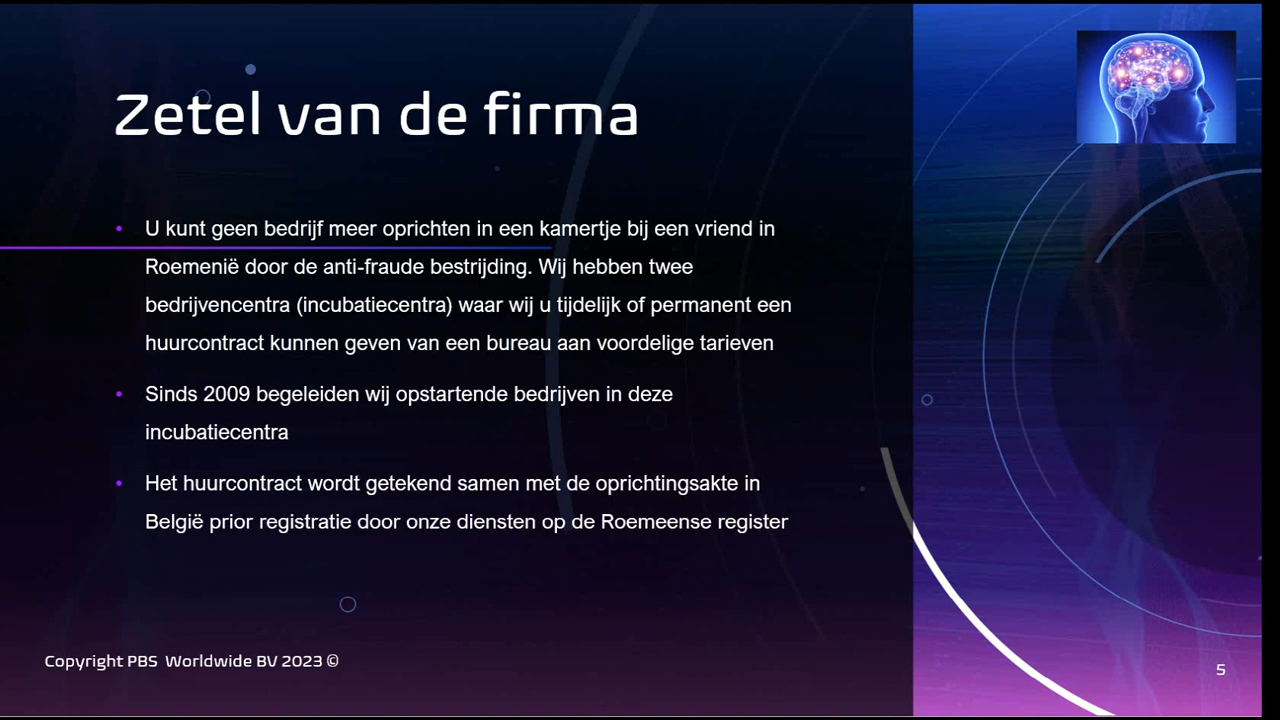 Zetel van de firma
• U kunt geen bedrijf meer oprichten in een kamertje bij een vriend in
Roemenië door de anti-fraude bestrijding. Wij hebben twee
bedrijvencentra (incubatiecentra) waar wij u tijdelijk of permanent een
huurcontract kunnen geven van een bureau aan voordelige tarieven
• Sinds 2009 begeleiden wij opstartende bedrijven in deze
incubatiecentra
• Het huurcontract wordt getekend samen met de oprichtingsakte in
België prior registratie door onze diensten op de Roemeense register
Copyright PBS Worldwide BV 2023 ©
5